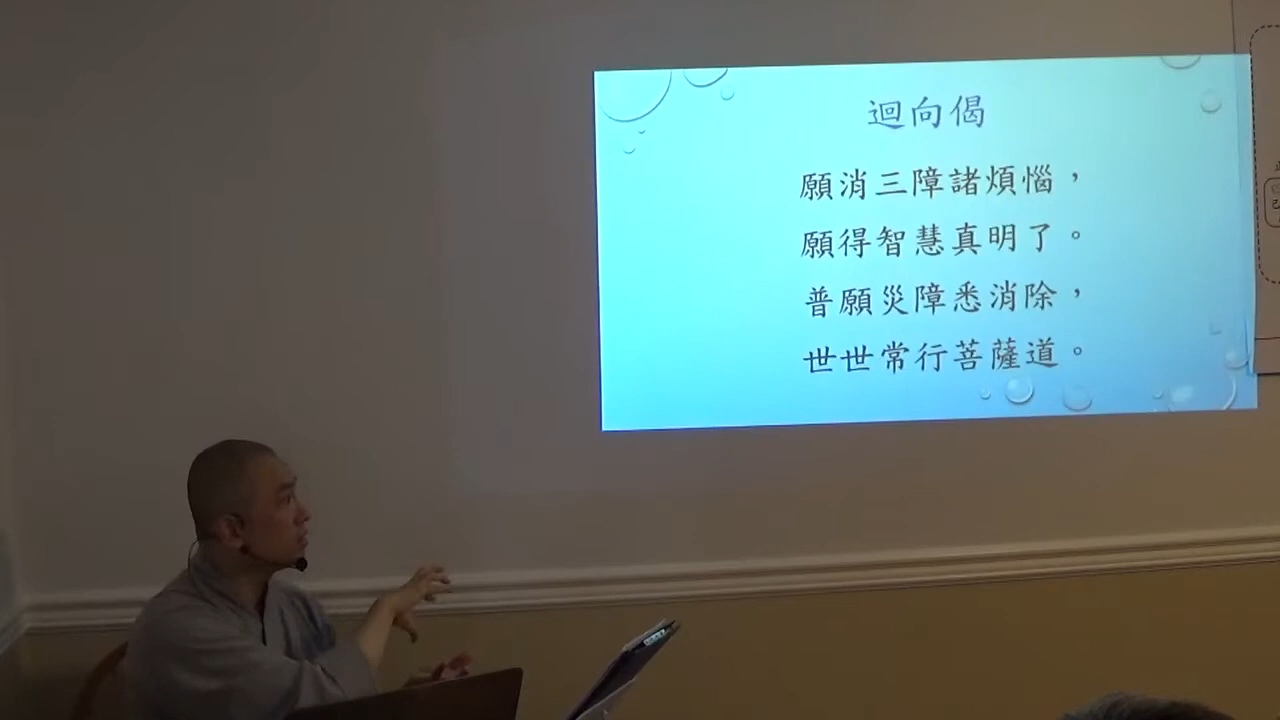 迴向偈
願消三障諸煩惱，
願得智慧真明了。
普願災障悉消除，
世世常行菩薩道。